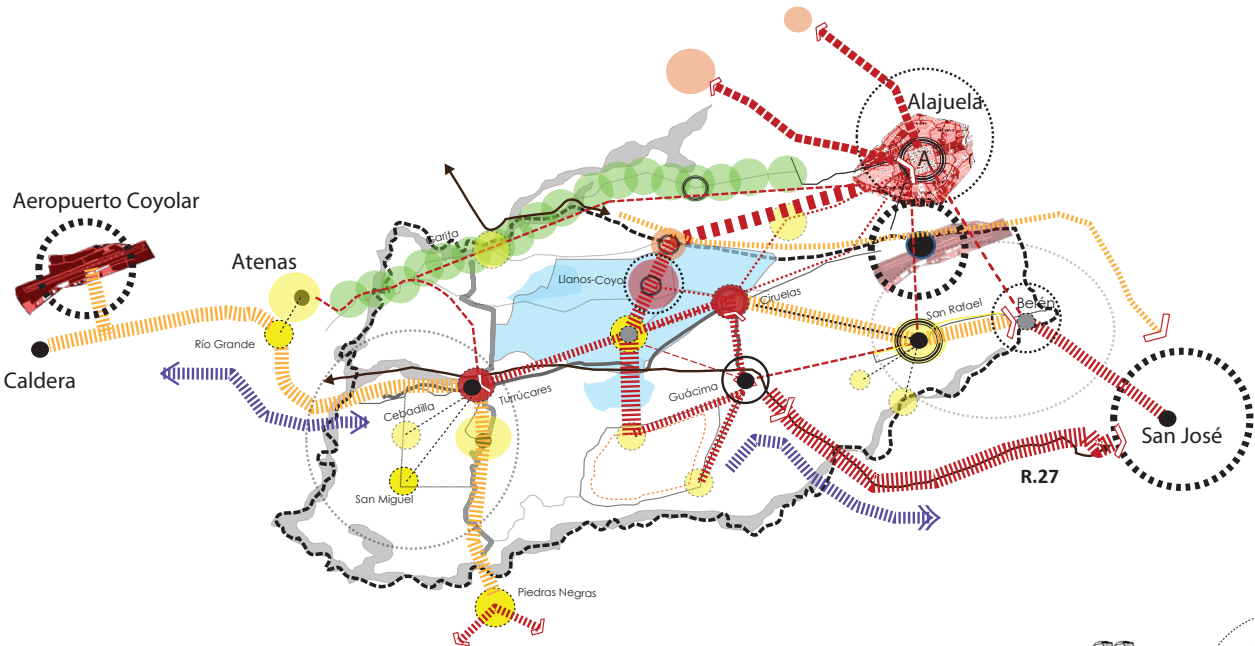 Alajuela
A
Aeropuerto Coyolar
Garita
Atenas
Llanos-Coyo
Ciruelas
San Rafael
Belén
Río Grande
Caldera
Turrúcares
Guácima
Cebadilla
San José
R.27
San Miguel
Piedras Negras